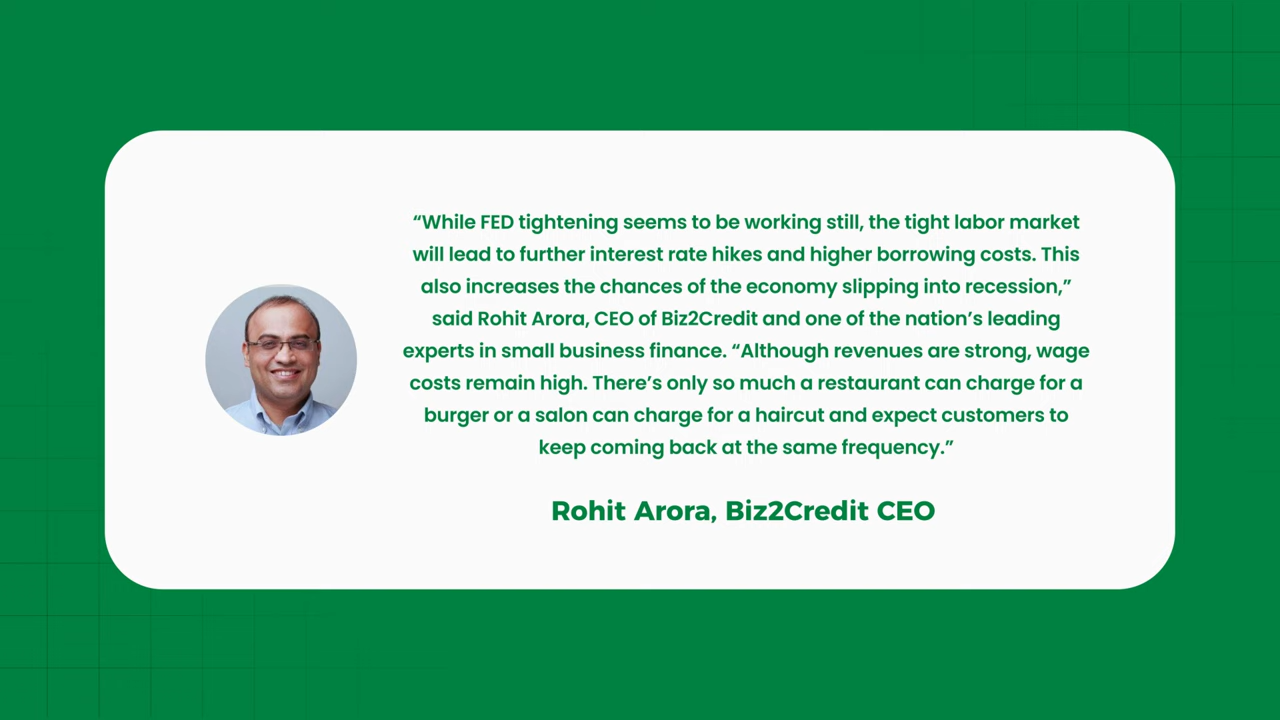 “While FED tightening seems to be working still, the tight labor market
will lead to further interest rate hikes and higher borrowing costs. This
also increases the chances of the economy slipping into recession,”
said Rohit Arora, CEO of Biz2Credit and one of the nation’s leading
experts in small business finance. “Although revenues are strong, wage
costs remain high. There’s only so much a restaurant can charge for a
burger or a salon can charge for a haircut and expect customers to
keep coming back at the same frequency.”
Rohit Arora, Biz2Credit CEO